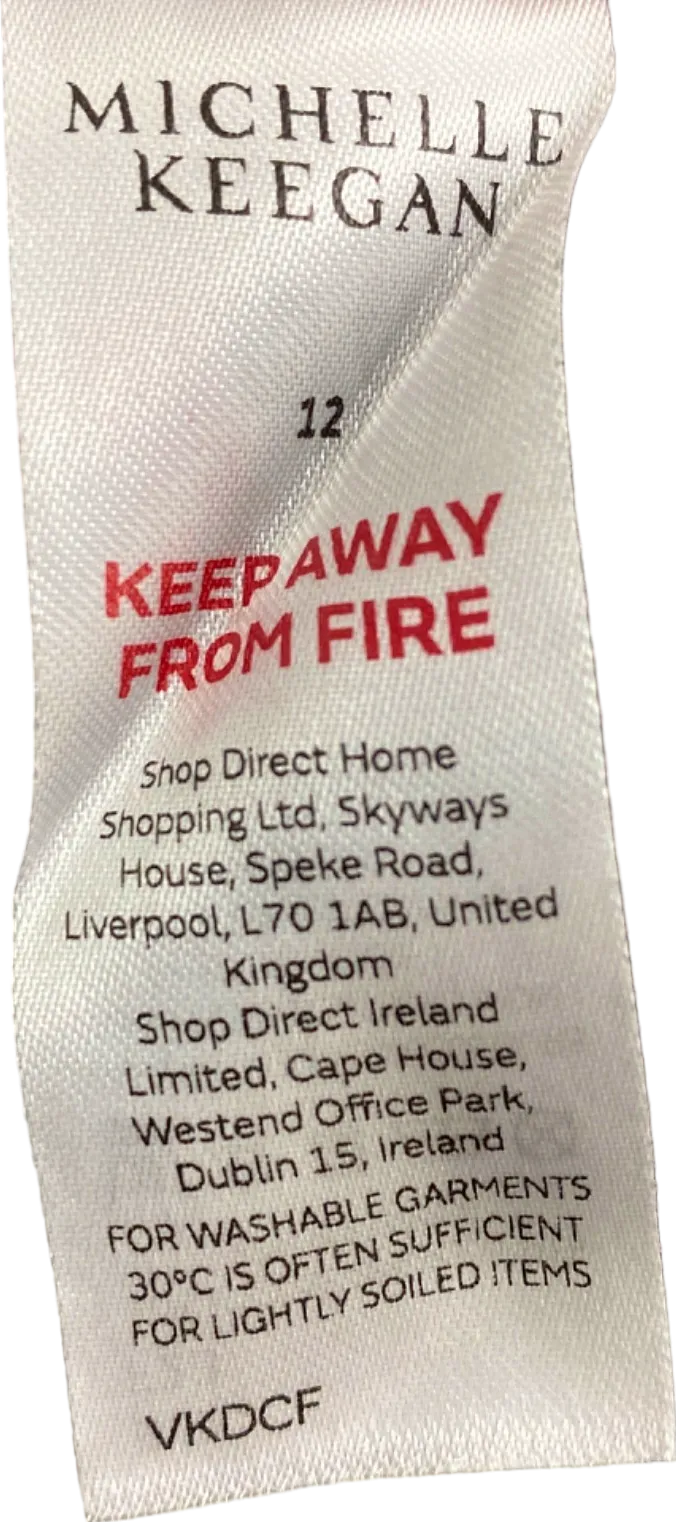 MICHELLE
KEEGAN
12
KEEP AWAY
FROM FIRE
Shop Direct Home
Shopping Ltd, Skyways
House, Speke Road,
Liverpool, L70 1AB, United
Kingdom
Shop Direct Ireland
Limited, Cape House,
Westend Office Park,
Dublin 15, Ireland
FOR WASHABLE GARMENTS
30°C IS OFTEN SUFFICIENT
FOR LIGHTLY SOILED ITEMS
VKDCF